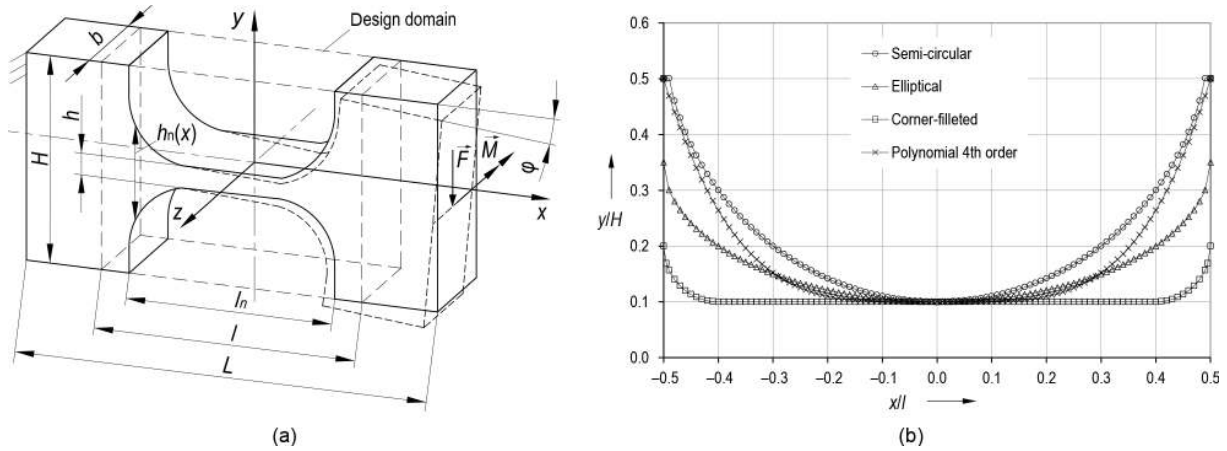 Design domain
y
b
h
H
hₙ(x)
F
M
φ
z
x
lₙ
l
L
(a)
0.6
0.5
0.4
0.3
0.2
0.1
0.0
y/H
Semi-circular
Elliptical
Corner-filleted
Polynomial 4th order
–0.5 –0.4 –0.3 –0.2 –0.1 0.0 0.1 0.2 0.3 0.4 0.5
x/l
(b)